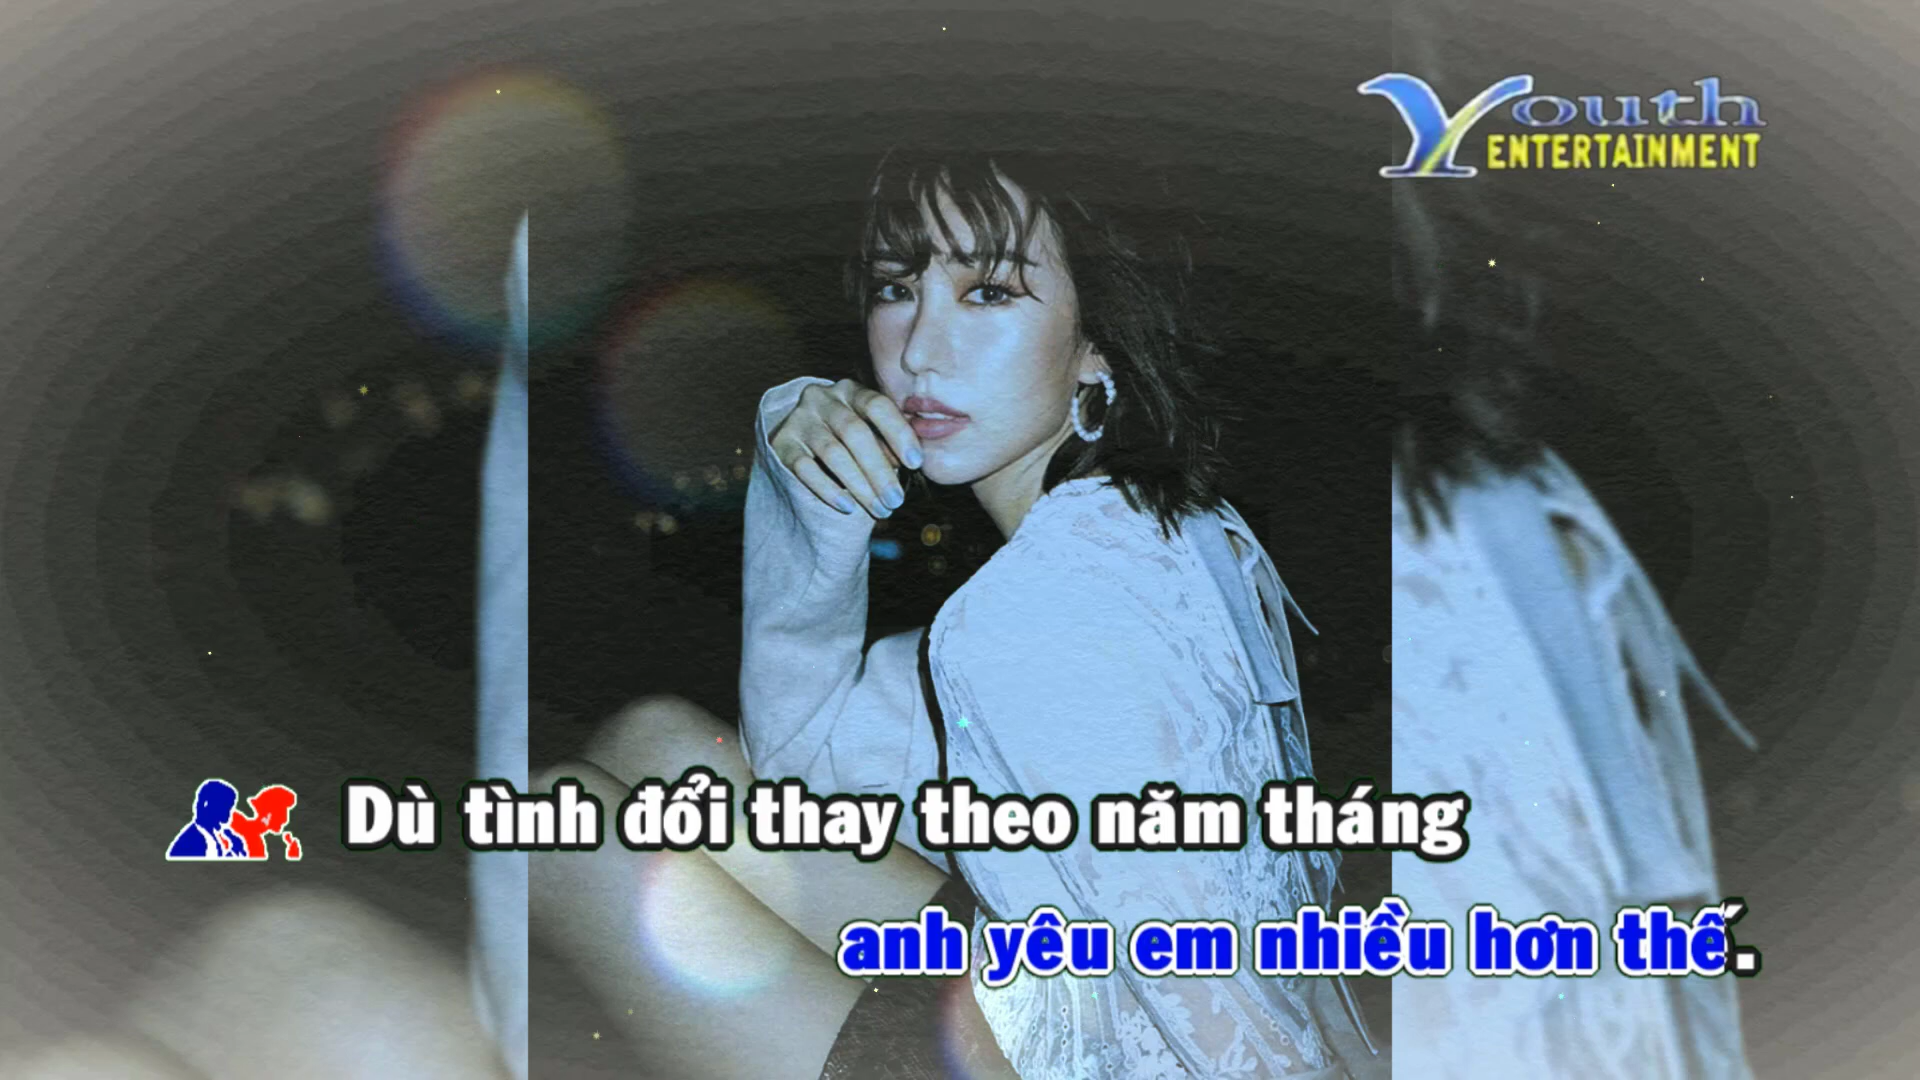 Youth
ENTERTAINMENT
Dù tình đổi thay theo năm tháng
anh yêu em nhiều hơn thế.